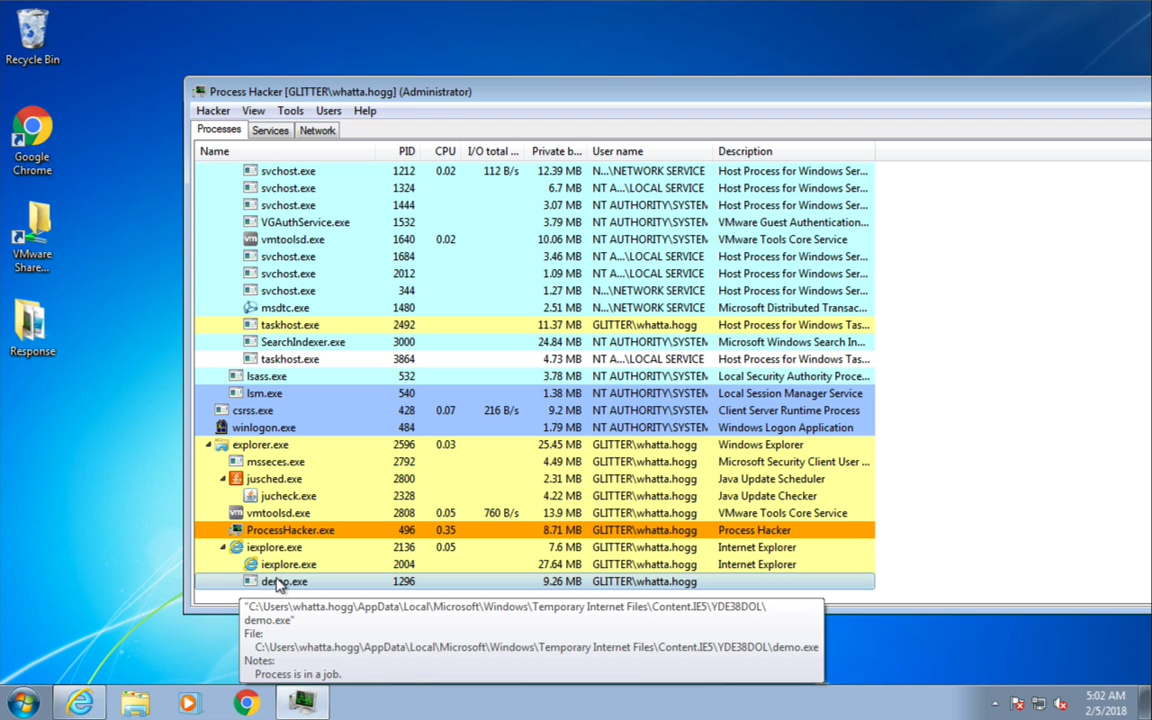 Recycle Bin
Google
Chrome
VMware
Share...
Response
Process Hacker [GLITTER\whatta.hogg] (Administrator)
Hacker View Tools Users Help
Processes Services Network
Name PID CPU I/O total ... Private b... User name Description
svchost.exe 1212 0.02 112 B/s 12.39 MB N...\NETWORK SERVICE Host Process for Windows Ser...
svchost.exe 1324 6.7 MB NT A...\LOCAL SERVICE Host Process for Windows Ser...
svchost.exe 1444 3.07 MB NT AUTHORITY\SYSTEM Host Process for Windows Ser...
VGAuthService.exe 1532 3.79 MB NT AUTHORITY\SYSTEM VMware Guest Authentication...
vm vmtoolsd.exe 1640 0.02 10.06 MB NT AUTHORITY\SYSTEM VMware Tools Core Service
svchost.exe 1684 3.46 MB NT AUTHORITY\SYSTEM Host Process for Windows Ser...
svchost.exe 2012 1.09 MB NT AUTHORITY\SYSTEM Host Process for Windows Ser...
svchost.exe 344 1.27 MB N...\NETWORK SERVICE Host Process for Windows Ser...
msdtc.exe 1480 2.51 MB N...\NETWORK SERVICE Microsoft Distributed Transac...
taskhost.exe 2492 11.37 MB GLITTER\whatta.hogg Host Process for Windows Tas...
SearchIndexer.exe 3000 24.84 MB NT AUTHORITY\SYSTEM Microsoft Windows Search In...
taskhost.exe 3864 4.73 MB NT A...\LOCAL SERVICE Host Process for Windows Tas...
lsass.exe 532 3.78 MB NT AUTHORITY\SYSTEM Local Security Authority Proce...
lsm.exe 540 1.38 MB NT AUTHORITY\SYSTEM Local Session Manager Service
csrss.exe 428 0.07 216 B/s 9.2 MB NT AUTHORITY\SYSTEM Client Server Runtime Process
winlogon.exe 484 1.79 MB NT AUTHORITY\SYSTEM Windows Logon Application
explorer.exe 2596 0.03 25.45 MB GLITTER\whatta.hogg Windows Explorer
msseces.exe 2792 4.49 MB GLITTER\whatta.hogg Microsoft Security Client User ...
jusched.exe 2800 2.31 MB GLITTER\whatta.hogg Java Update Scheduler
jucheck.exe 2328 4.22 MB GLITTER\whatta.hogg Java Update Checker
vm vmtoolsd.exe 2808 0.05 760 B/s 13.9 MB GLITTER\whatta.hogg VMware Tools Core Service
ProcessHacker.exe 496 0.35 8.71 MB GLITTER\whatta.hogg Process Hacker
iexplore.exe 2136 0.05 7.6 MB GLITTER\whatta.hogg Internet Explorer
iexplore.exe 2004 27.64 MB GLITTER\whatta.hogg Internet Explorer
demo.exe 1296 9.26 MB GLITTER\whatta.hogg
"C:\Users\whatta.hogg\AppData\Local\Microsoft\Windows\Temporary Internet Files\Content.IE5\YDE38DOL\
demo.exe"
File:
C:\Users\whatta.hogg\AppData\Local\Microsoft\Windows\Temporary Internet Files\Content.IE5\YDE38DOL\demo.exe
Notes:
Process is in a job.
5:02 AM
2/5/2018